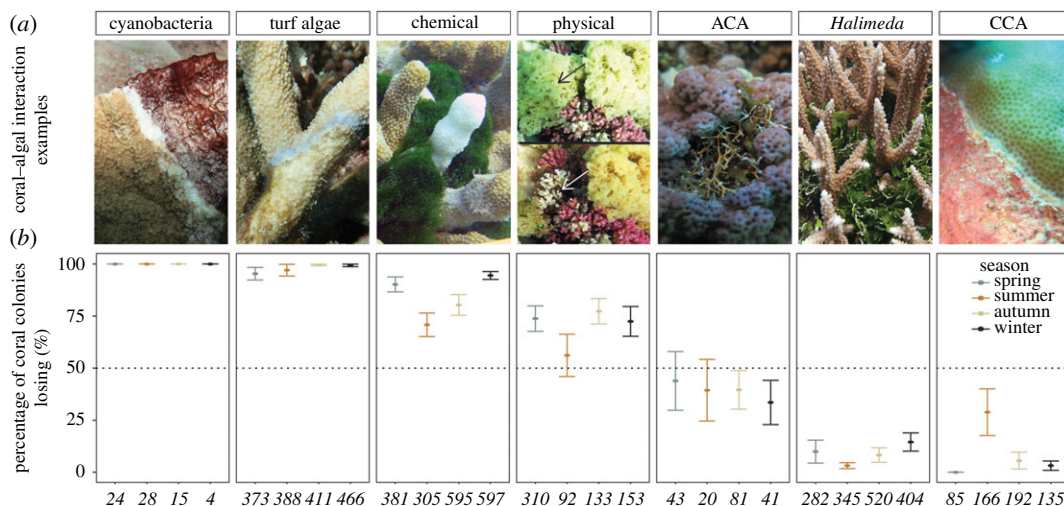 (a) cyanobacteria turf algae chemical physical ACA Halimeda CCA
coral–algal interaction
examples
(b)
percentage of coral colonies
losing (%)
100
75
50
25
0
season
spring
summer
autumn
winter
24 28 15 4 373 388 411 466 381 305 595 597 310 92 133 153 43 20 81 41 282 345 520 404 85 166 192 135